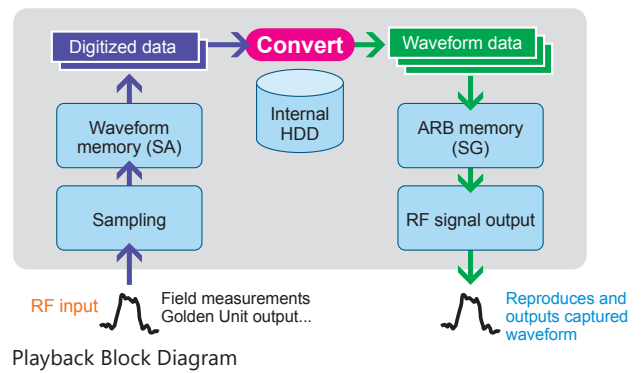 Digitized data
Convert
Waveform data
Waveform
memory (SA)
Internal
HDD
ARB memory
(SG)
Sampling
RF signal output
RF input
Field measurements
Golden Unit output...
Reproduces and
outputs captured
waveform
Playback Block Diagram